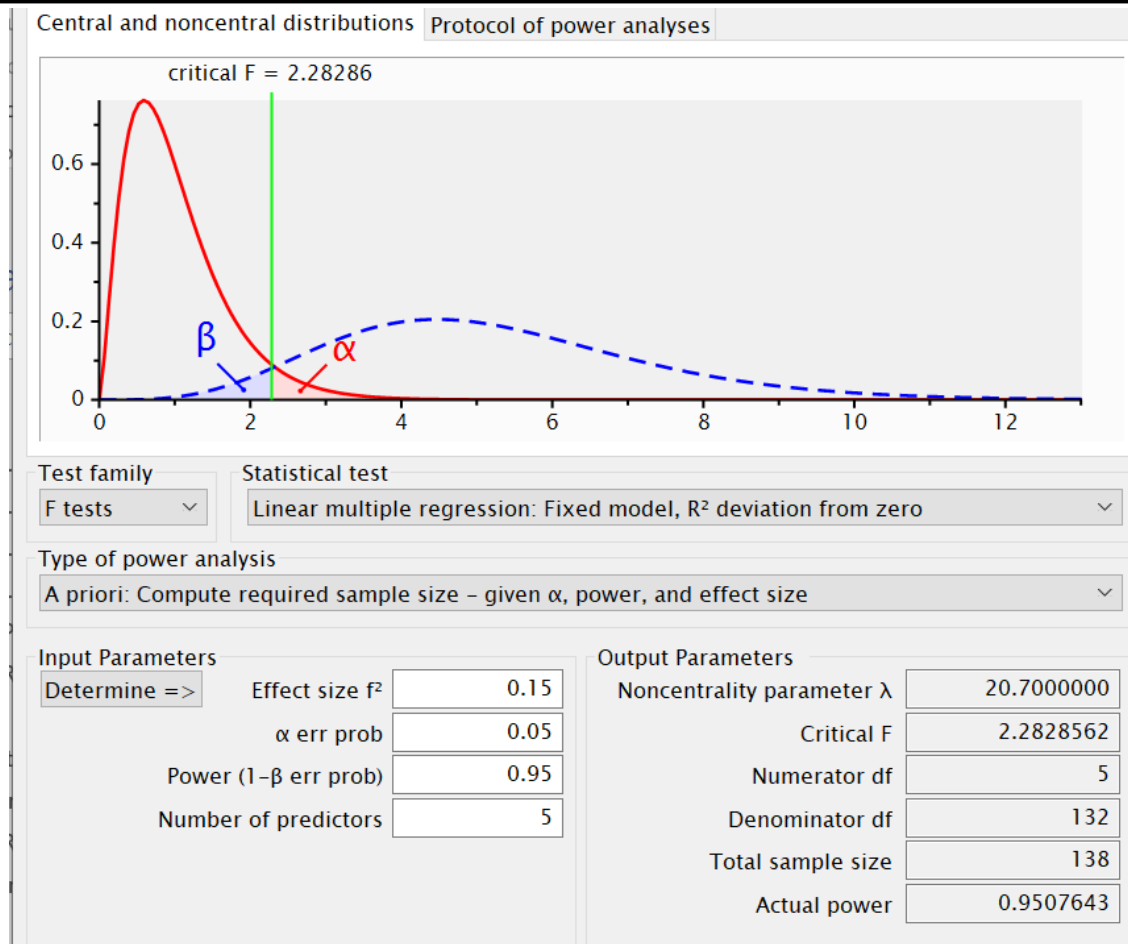 Central and noncentral distributions Protocol of power analyses
critical F = 2.28286
0.6
0.4
0.2
β
α
0
0 2 4 6 8 10 12
Test family Statistical test
F tests Linear multiple regression: Fixed model, R² deviation from zero
Type of power analysis
A priori: Compute required sample size – given α, power, and effect size
Input Parameters
Determine => Effect size f² 0.15
α err prob 0.05
Power (1-β err prob) 0.95
Number of predictors 5
Output Parameters
Noncentrality parameter λ 20.7000000
Critical F 2.2828562
Numerator df 5
Denominator df 132
Total sample size 138
Actual power 0.9507643